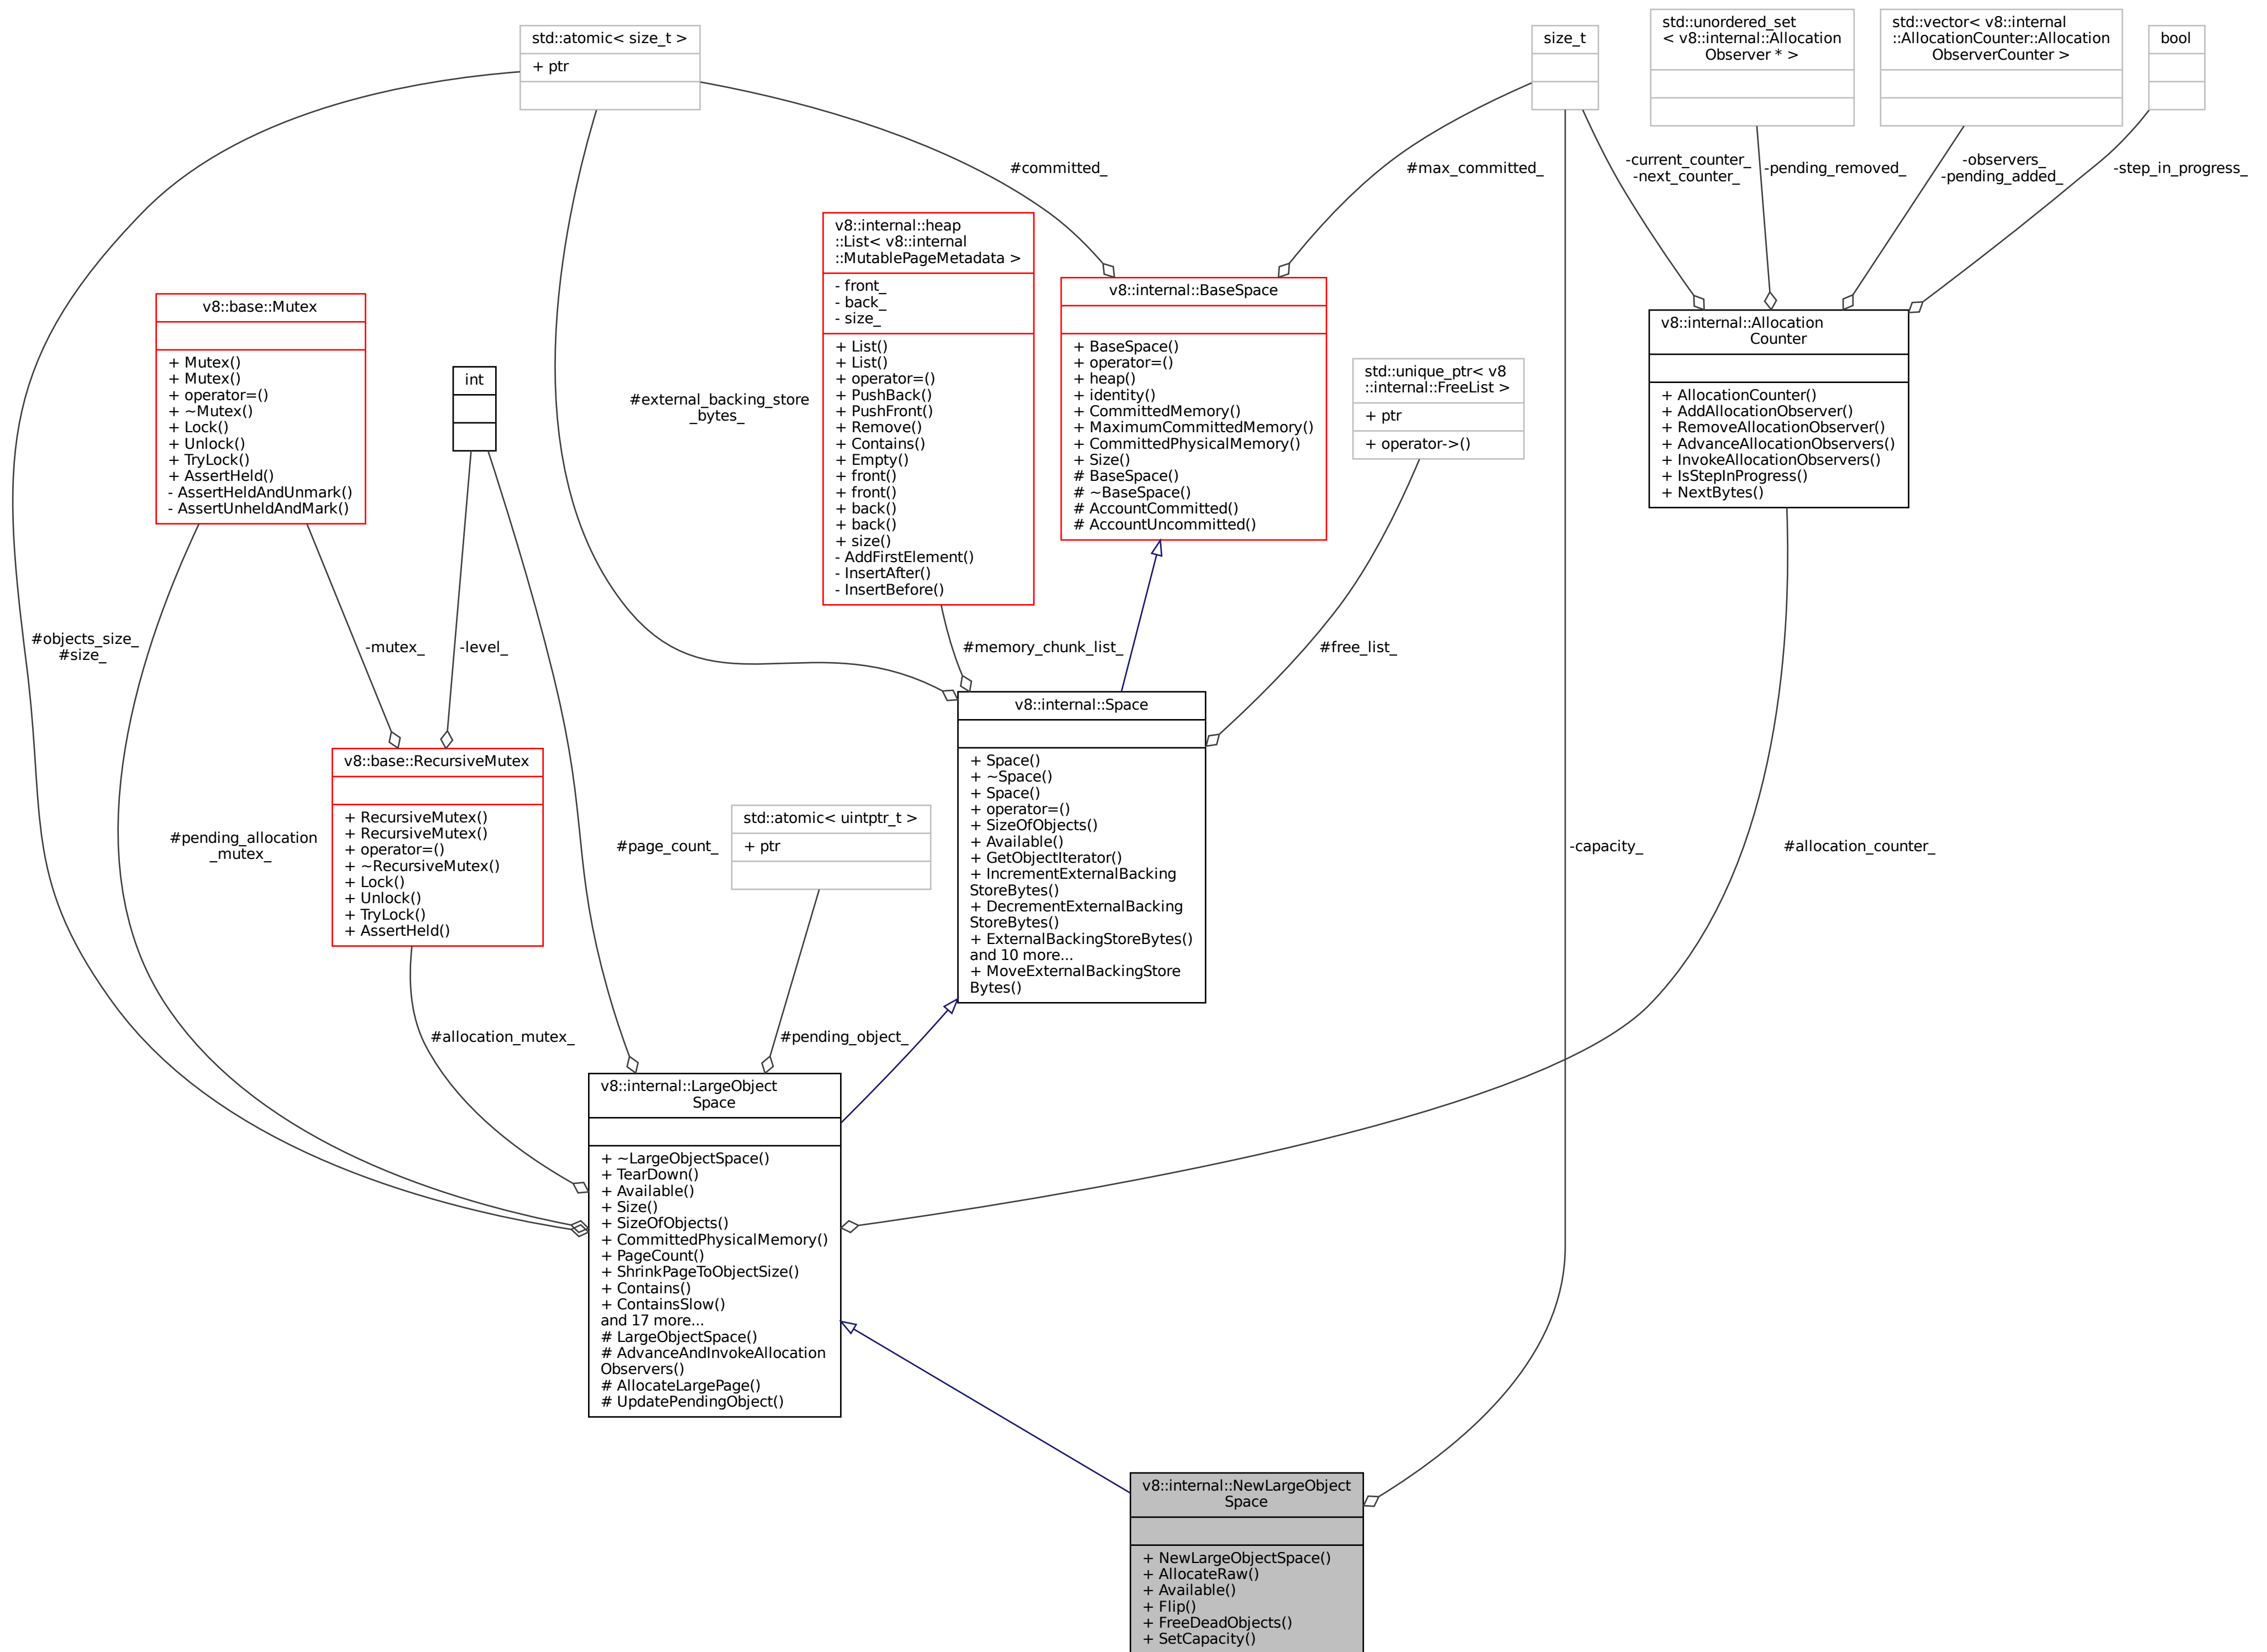 std::atomic< size_t >
+ ptr
size_t
std::unordered_set
< v8::internal::Allocation
Observer * >
std::vector< v8::internal
::AllocationCounter::Allocation
ObserverCounter >
bool
#committed_
#max_committed_
-current_counter_
-next_counter_
-pending_removed_
-observers_
-pending_added_
-step_in_progress_
v8::internal::heap
::List< v8::internal
::MutablePageMetadata >
- front_
- back_
- size_
+ List()
+ List()
+ operator=()
+ PushBack()
+ PushFront()
+ Remove()
+ Contains()
+ Empty()
+ front()
+ front()
+ back()
+ back()
+ size()
- AddFirstElement()
- InsertAfter()
- InsertBefore()
v8::internal::BaseSpace
+ BaseSpace()
+ operator=()
+ heap()
+ identity()
+ CommittedMemory()
+ MaximumCommittedMemory()
+ CommittedPhysicalMemory()
+ Size()
# BaseSpace()
# ~BaseSpace()
# AccountCommitted()
# AccountUncommitted()
v8::base::Mutex
+ Mutex()
+ Mutex()
+ operator=()
+ ~Mutex()
+ Lock()
+ Unlock()
+ TryLock()
+ AssertHeld()
- AssertHeldAndUnmark()
- AssertUnheldAndMark()
int
#external_backing_store
_bytes_
std::unique_ptr< v8
::internal::FreeList >
+ ptr
+ operator->()
v8::internal::Allocation
Counter
+ AllocationCounter()
+ AddAllocationObserver()
+ RemoveAllocationObserver()
+ AdvanceAllocationObservers()
+ InvokeAllocationObservers()
+ IsStepInProgress()
+ NextBytes()
#objects_size_
#size_
-mutex_
-level_
#memory_chunk_list_
#free_list_
v8::internal::Space
+ Space()
+ ~Space()
+ Space()
+ operator=()
+ SizeOfObjects()
+ Available()
+ GetObjectIterator()
+ IncrementExternalBacking
StoreBytes()
+ DecrementExternalBacking
StoreBytes()
+ ExternalBackingStoreBytes()
and 10 more...
+ MoveExternalBackingStore
Bytes()
v8::base::RecursiveMutex
+ RecursiveMutex()
+ RecursiveMutex()
+ operator=()
+ ~RecursiveMutex()
+ Lock()
+ Unlock()
+ TryLock()
+ AssertHeld()
#pending_allocation
_mutex_
#page_count_
std::atomic< uintptr_t >
+ ptr
-capacity_
#allocation_counter_
#allocation_mutex_
#pending_object_
v8::internal::LargeObject
Space
+ ~LargeObjectSpace()
+ TearDown()
+ Available()
+ Size()
+ SizeOfObjects()
+ CommittedPhysicalMemory()
+ PageCount()
+ ShrinkPageToObjectSize()
+ Contains()
+ ContainsSlow()
and 17 more...
# LargeObjectSpace()
# AdvanceAndInvokeAllocation
Observers()
# AllocateLargePage()
# UpdatePendingObject()
v8::internal::NewLargeObject
Space
+ NewLargeObjectSpace()
+ AllocateRaw()
+ Available()
+ Flip()
+ FreeDeadObjects()
+ SetCapacity()